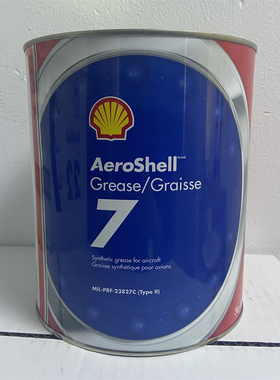 AeroShell
Grease/Graisse
7
Synthetic grease for aircraft
Graisse synthétique pour avions
MIL-PRF-23827C (Type II)